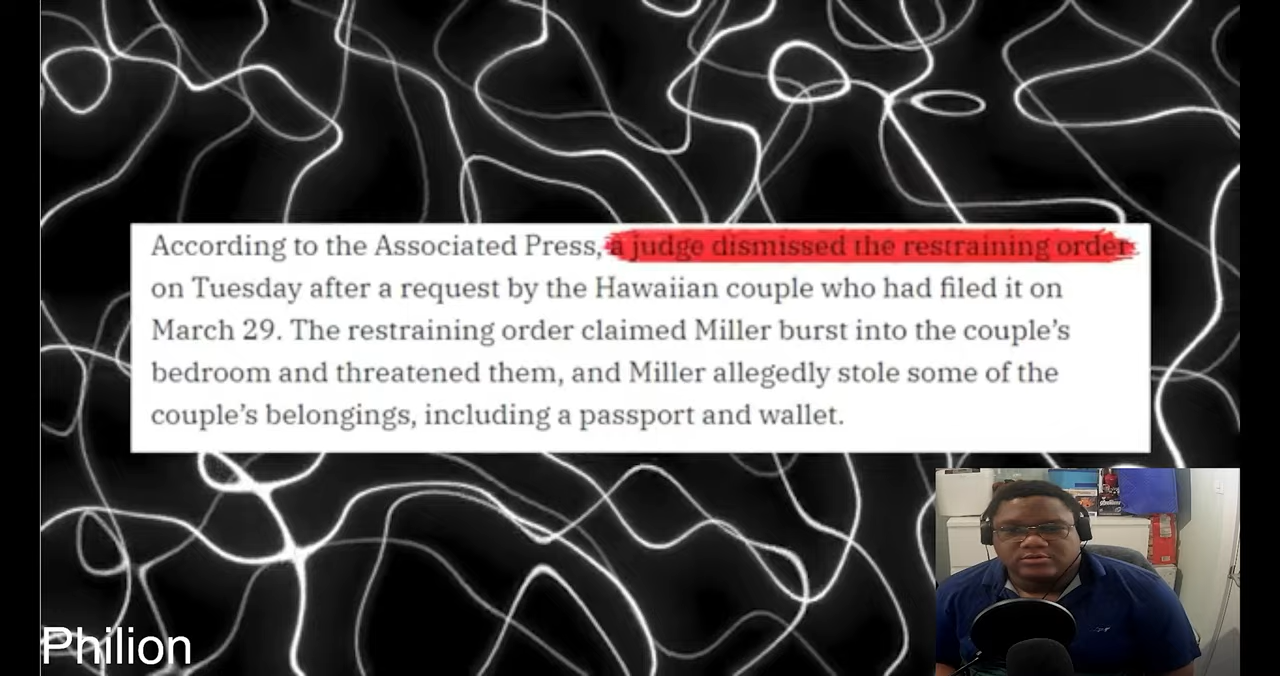 According to the Associated Press, a judge dismissed the restraining order
on Tuesday after a request by the Hawaiian couple who had filed it on
March 29. The restraining order claimed Miller burst into the couple’s
bedroom and threatened them, and Miller allegedly stole some of the
couple’s belongings, including a passport and wallet.
Philion